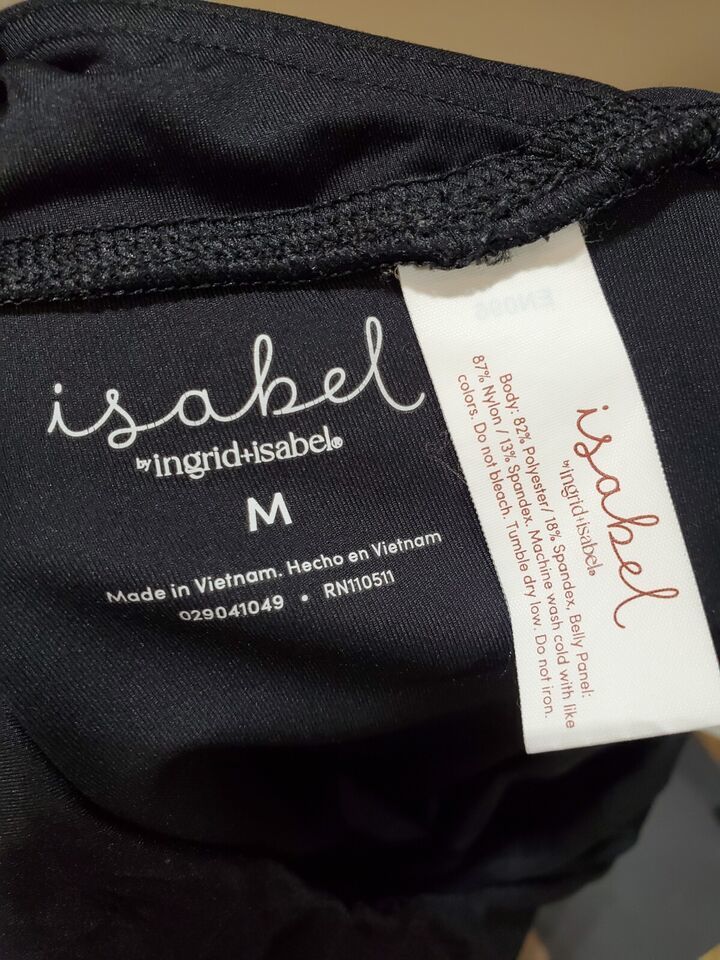 isabel
by ingrid+isabel®
M
Made in Vietnam. Hecho en Vietnam
029041049 • RN110511
isabel
by ingrid+isabel®
Body: 82% Polyester/ 18% Spandex, Belly Panel:
87% Nylon / 13% Spandex. Machine wash cold with like
colors. Do not bleach. Tumble dry low. Do not iron.